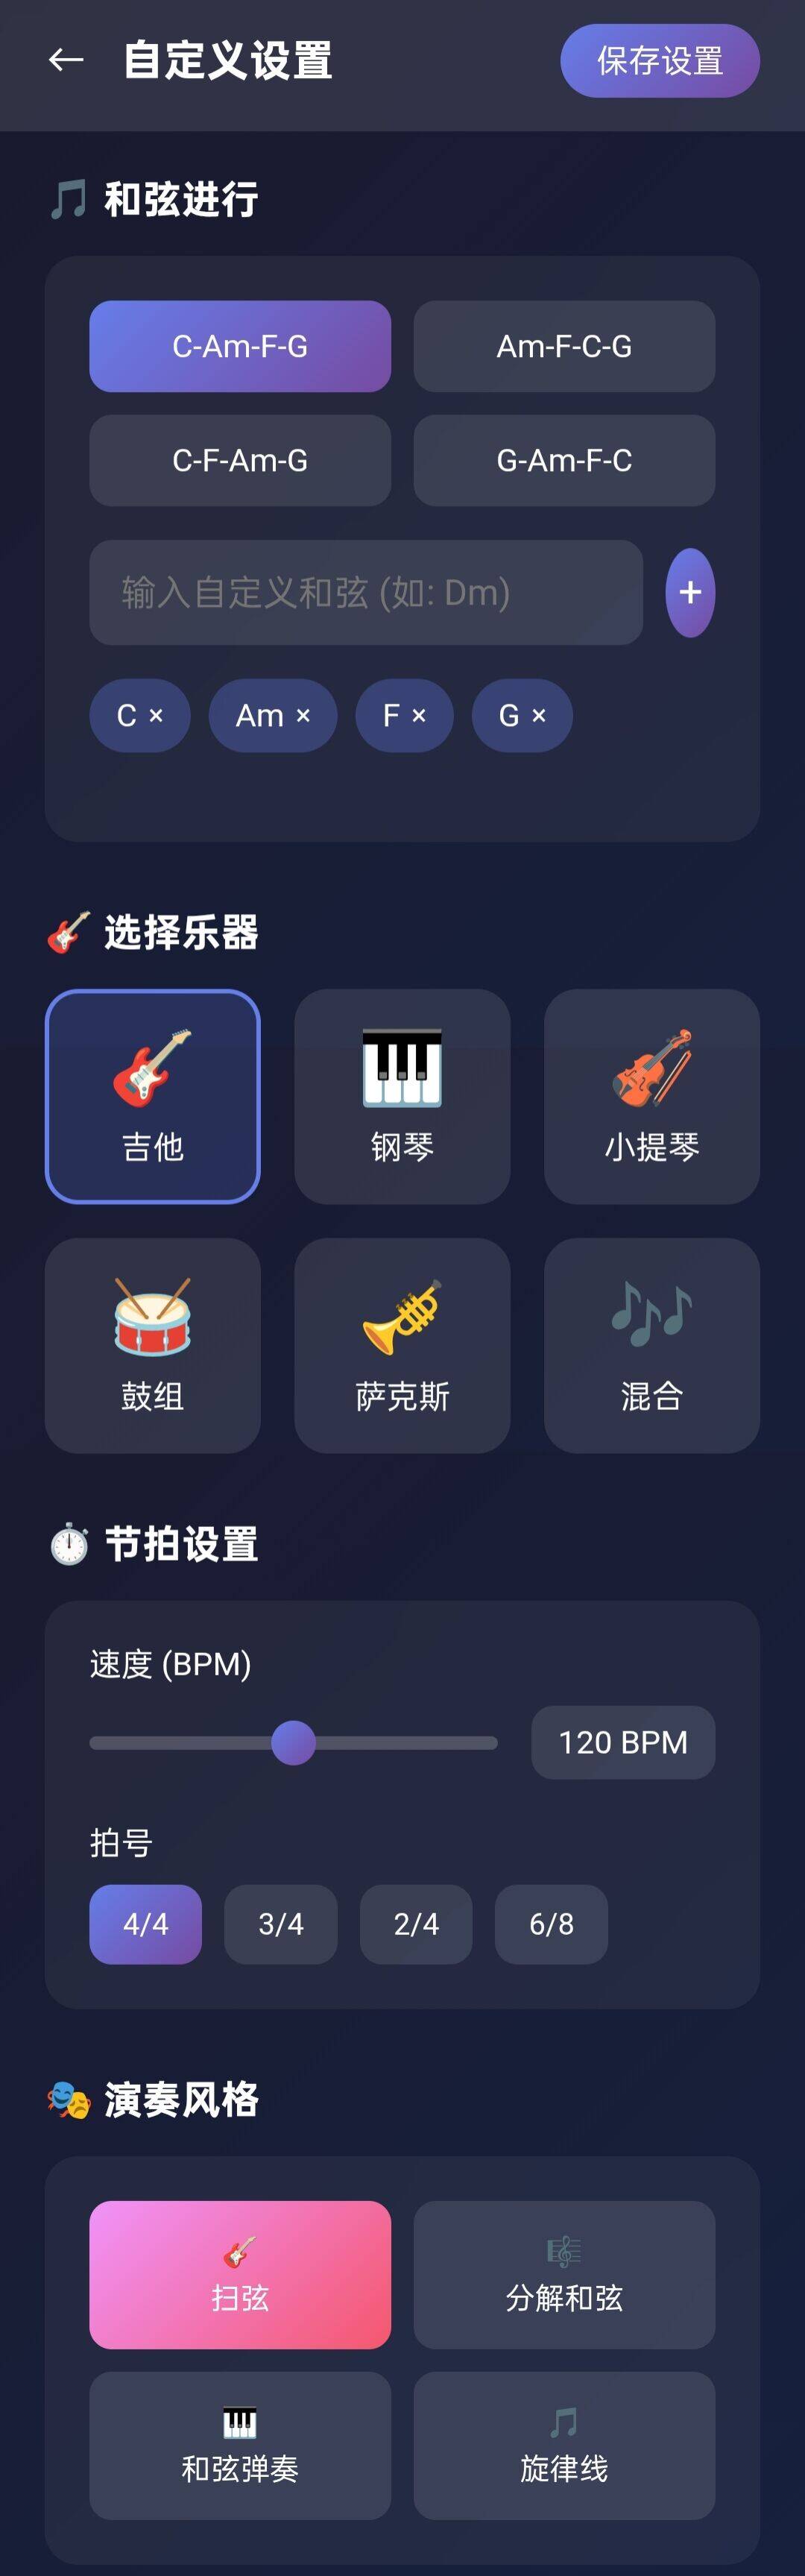 自定义设置
保存设置
和弦进行
C-Am-F-G
Am-F-C-G
C-F-Am-G
G-Am-F-C
输入自定义和弦 (如: Dm)
+
C ×
Am ×
F ×
G ×
选择乐器
吉他
钢琴
小提琴
鼓组
萨克斯
混合
节拍设置
速度 (BPM)
120 BPM
拍号
4/4
3/4
2/4
6/8
演奏风格
扫弦
分解和弦
和弦弹奏
旋律线